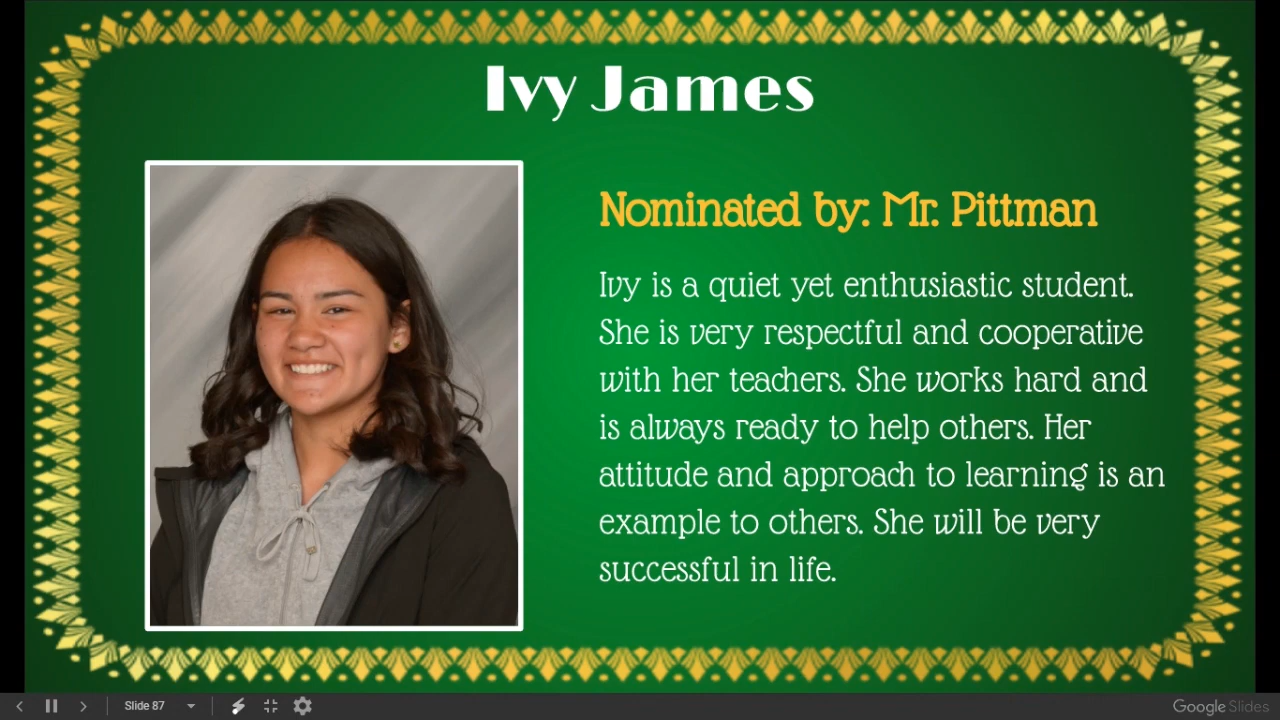 Ivy James
Nominated by: Mr. Pittman
Ivy is a quiet yet enthusiastic student.
She is very respectful and cooperative
with her teachers. She works hard and
is always ready to help others. Her
attitude and approach to learning is an
example to others. She will be very
successful in life.
Slide 87
Google Slides